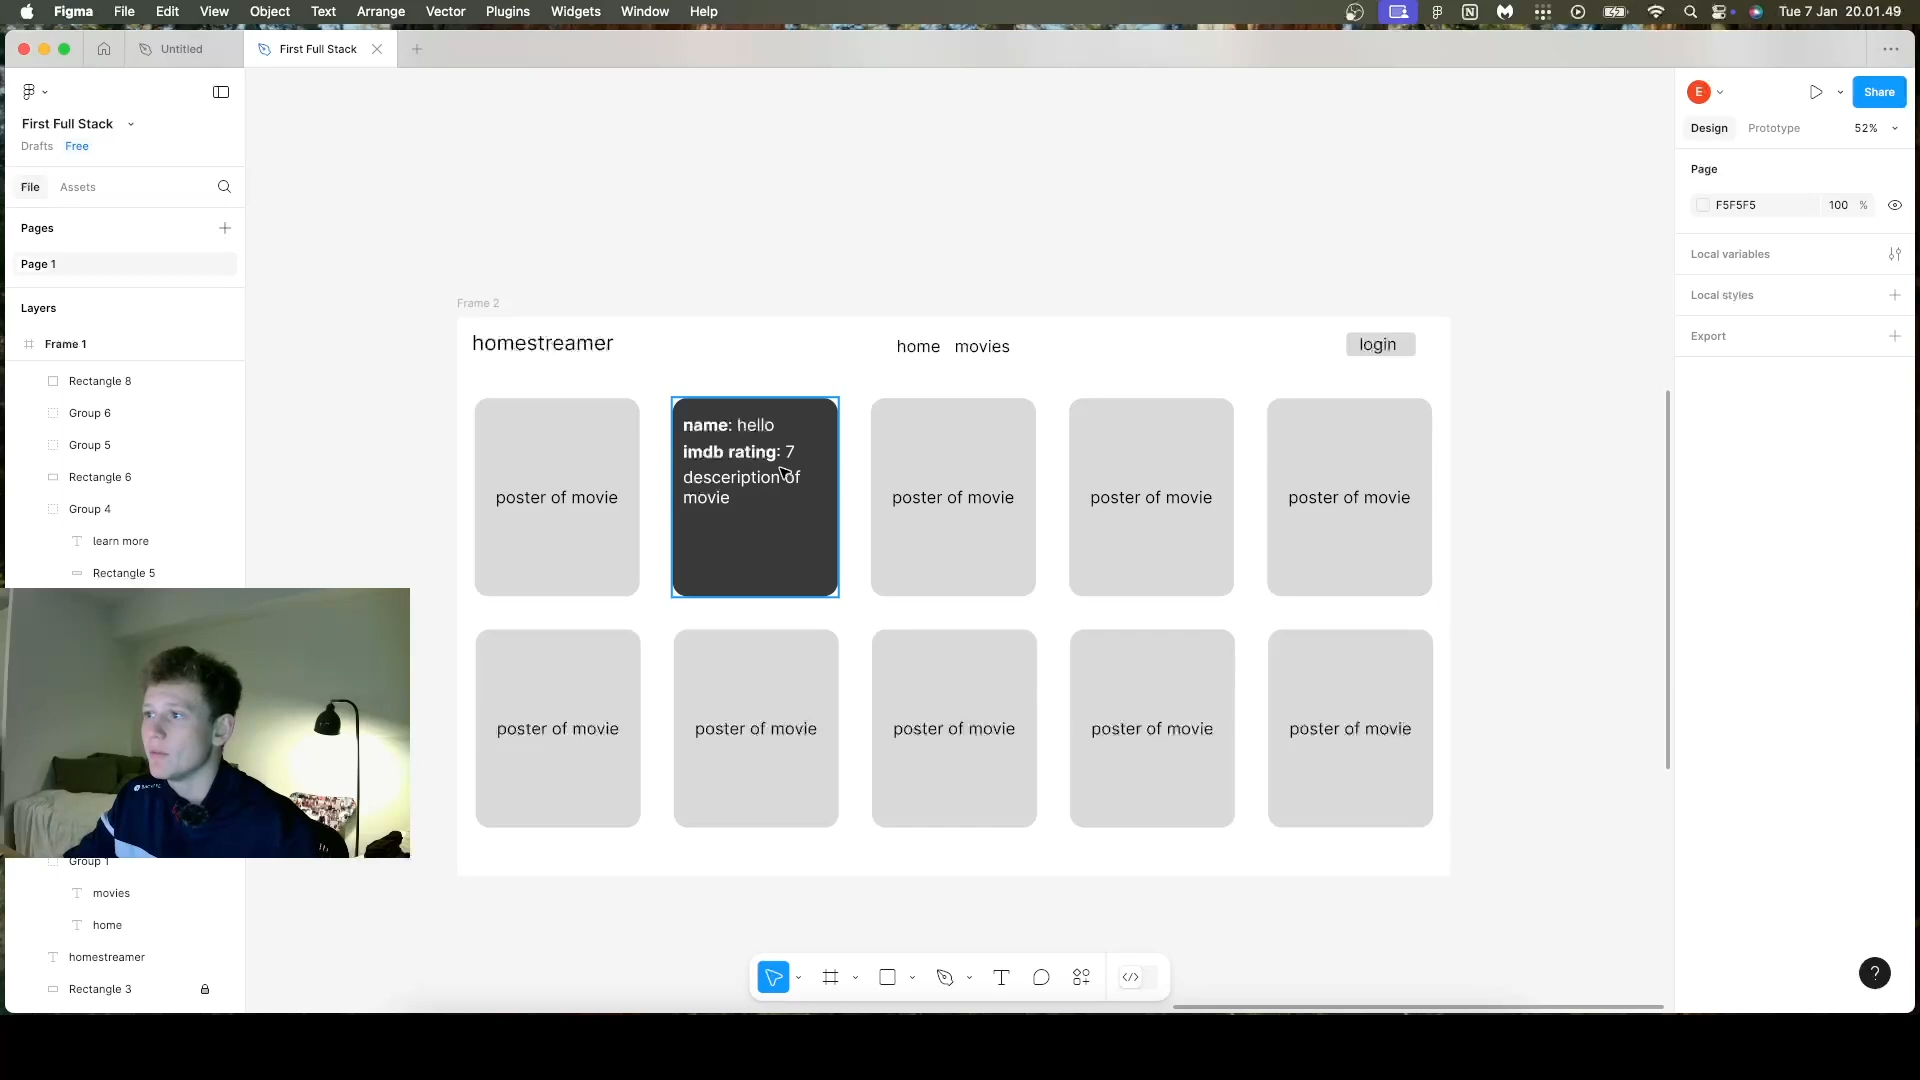 Figma File Edit View Object Text Arrange Vector Plugins Widgets Window Help Tue 7 Jan 20.01.49
Untitled First Full Stack
First Full Stack
Drafts Free
File Assets
Pages
Page 1
Layers
Frame 1
Rectangle 8
Group 6
Group 5
Rectangle 6
Group 4
learn more
Rectangle 5
Group 1
movies
home
homestreamer
Rectangle 3
Frame 2
homestreamer home movies login
poster of movie
name: hello
imdb rating: 7
desceription of
movie
poster of movie poster of movie poster of movie
poster of movie poster of movie poster of movie poster of movie poster of movie
E Share
Design Prototype 52%
Page
F5F5F5 100 %
Local variables
Local styles
Export
?